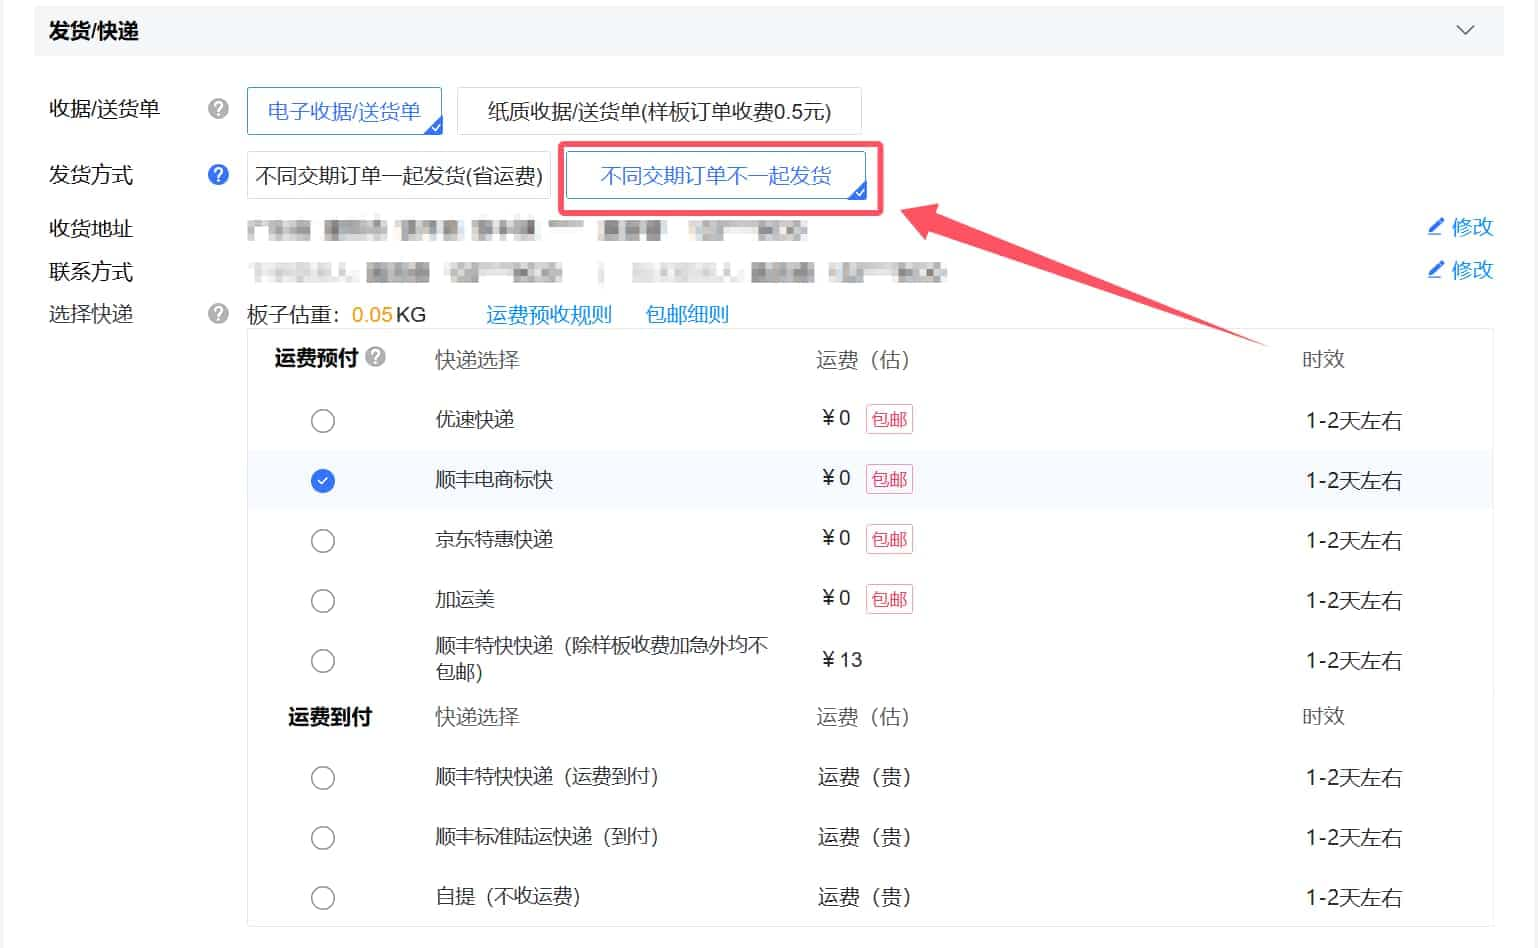 发货/快递
收据/送货单 ? 电子收据/送货单 纸质收据/送货单(样板订单收费0.5元)
发货方式 ? 不同交期订单一起发货(省运费) 不同交期订单不一起发货
收货地址 修改
联系方式 修改
选择快递 ? 板子估重：0.05KG 运费预收规则 包邮细则
运费预付 ? 快递选择 运费（估） 时效
优速快递 ¥0 包邮 1-2天左右
顺丰电商标快 ¥0 包邮 1-2天左右
京东特惠快递 ¥0 包邮 1-2天左右
加运美 ¥0 包邮 1-2天左右
顺丰特快快递（除样板收费加急外均不
包邮) ¥13 1-2天左右
运费到付 快递选择 运费（估） 时效
顺丰特快快递（运费到付） 运费（贵） 1-2天左右
顺丰标准陆运快递（到付） 运费（贵） 1-2天左右
自提（不收运费） 运费（贵） 1-2天左右